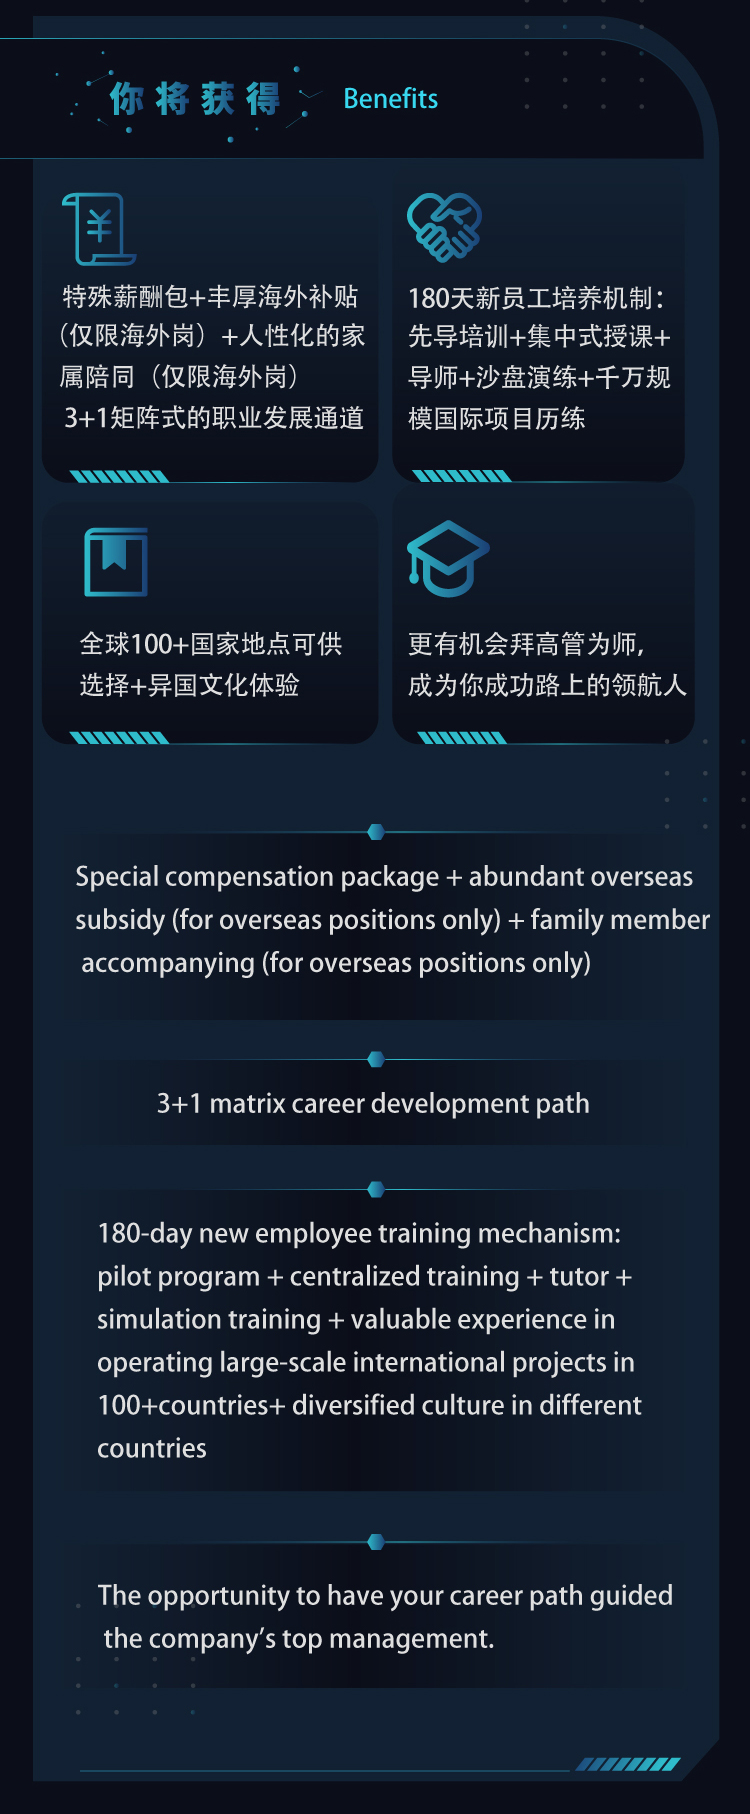 你将获得 Benefits
特殊薪酬包+丰厚海外补贴
（仅限海外岗）+人性化的家
属陪同（仅限海外岗）
3+1矩阵式的职业发展通道
180天新员工培养机制：
先导培训+集中式授课+
导师+沙盘演练+千万规
模国际项目历练
全球100+国家地点可供
选择+异国文化体验
更有机会拜高管为师,
成为你成功路上的领航人
Special compensation package + abundant overseas
subsidy (for overseas positions only) + family member
accompanying (for overseas positions only)
3+1 matrix career development path
180-day new employee training mechanism:
pilot program + centralized training + tutor +
simulation training + valuable experience in
operating large-scale international projects in
100+countries+ diversified culture in different
countries
The opportunity to have your career path guided
the company's top management.